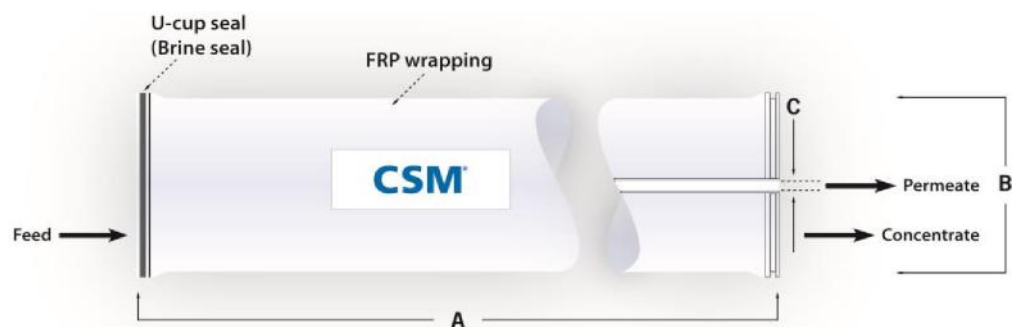 U-cup seal
(Brine seal)
FRP wrapping
C
CSM®
Permeate
B
Feed
Concentrate
A